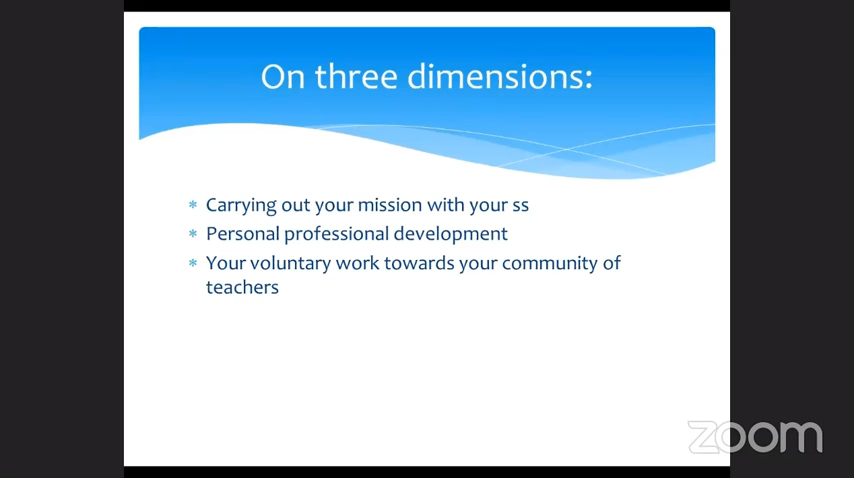 On three dimensions:
* Carrying out your mission with your ss
* Personal professional development
* Your voluntary work towards your community of
teachers
zoom